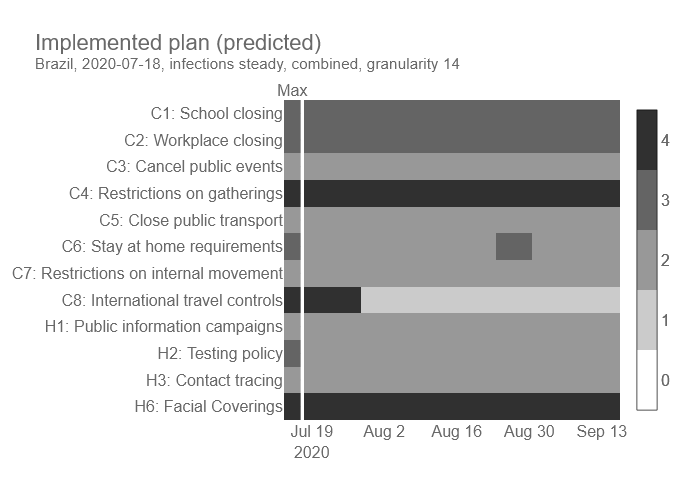 Implemented plan (predicted)
Brazil, 2020-07-18, infections steady, combined, granularity 14
Max
C1: School closing
C2: Workplace closing
C3: Cancel public events
C4: Restrictions on gatherings
C5: Close public transport
C6: Stay at home requirements
C7: Restrictions on internal movement
C8: International travel controls
H1: Public information campaigns
H2: Testing policy
H3: Contact tracing
H6: Facial Coverings
4
3
2
1
0
Jul 19 Aug 2 Aug 16 Aug 30 Sep 13
2020